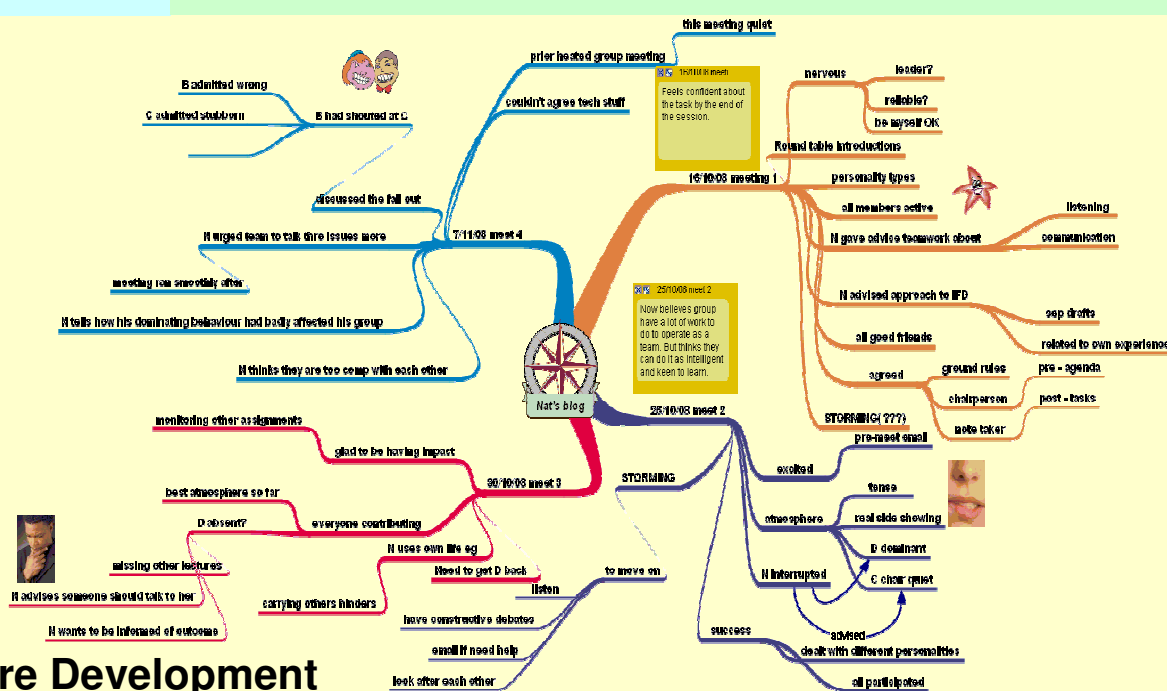 this meeting quiet
prior heated group meeting
couldn't agree tech stuff
B admitted wrong
C admitted stubborn
B had shouted at C
discussed the fall out
7/11/08 meet 4
N urged team to talk thro issues more
meeting ran smoothly after
N tells how his dominating behaviour had badly affected his group
N thinks they are too comp with each other
16/10/08 meeti
Feels confident about
the task by the end of
the session.
16/10/08 meeting 1
nervous
leader?
reliable?
be myself OK
Round table introductions
personality types
all members active
N gave advice teamwork about
listening
communication
N advised approach to IFD
sep drafts
related to own experience
all good friends
agreed
ground rules
chairperson
note taker
pre - agenda
post - tasks
STORMING(???)
25/10/08 meet 2
Now believes group
have a lot of work to
do to operate as a
team. But thinks they
can do it as intelligent
and keen to learn.
Nat's blog
25/10/08 meet 2
excited
pre-meet email
atmosphere
tense
real side showing
D dominant
C chair quiet
N interrupted
advised
success
dealt with different personalities
all participated
STORMING
to move on
listen
have constructive debates
email if need help
look after each other
30/10/08 meet 3
monitoring other assignments
glad to be having impact
best atmosphere so far
everyone contributing
D absent?
missing other lectures
N advises someone should talk to her
N wants to be informed of outcome
N uses own life eg
carrying others hinders
Need to get D back
re Development